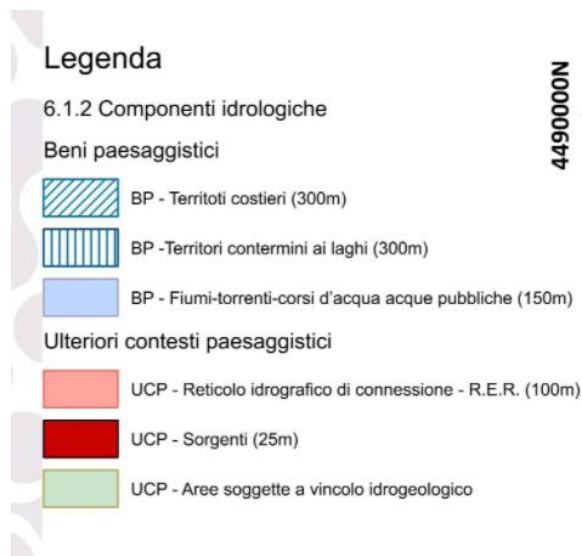 Legenda
4490000N
6.1.2 Componenti idrologiche
Beni paesaggistici
BP - Territoti costieri (300m)
BP -Territori contermini ai laghi (300m)
BP - Fiumi-torrenti-corsi d'acqua acque pubbliche (150m)
Ulteriori contesti paesaggistici
UCP - Reticolo idrografico di connessione - R.E.R. (100m)
UCP - Sorgenti (25m)
UCP - Aree soggette a vincolo idrogeologico